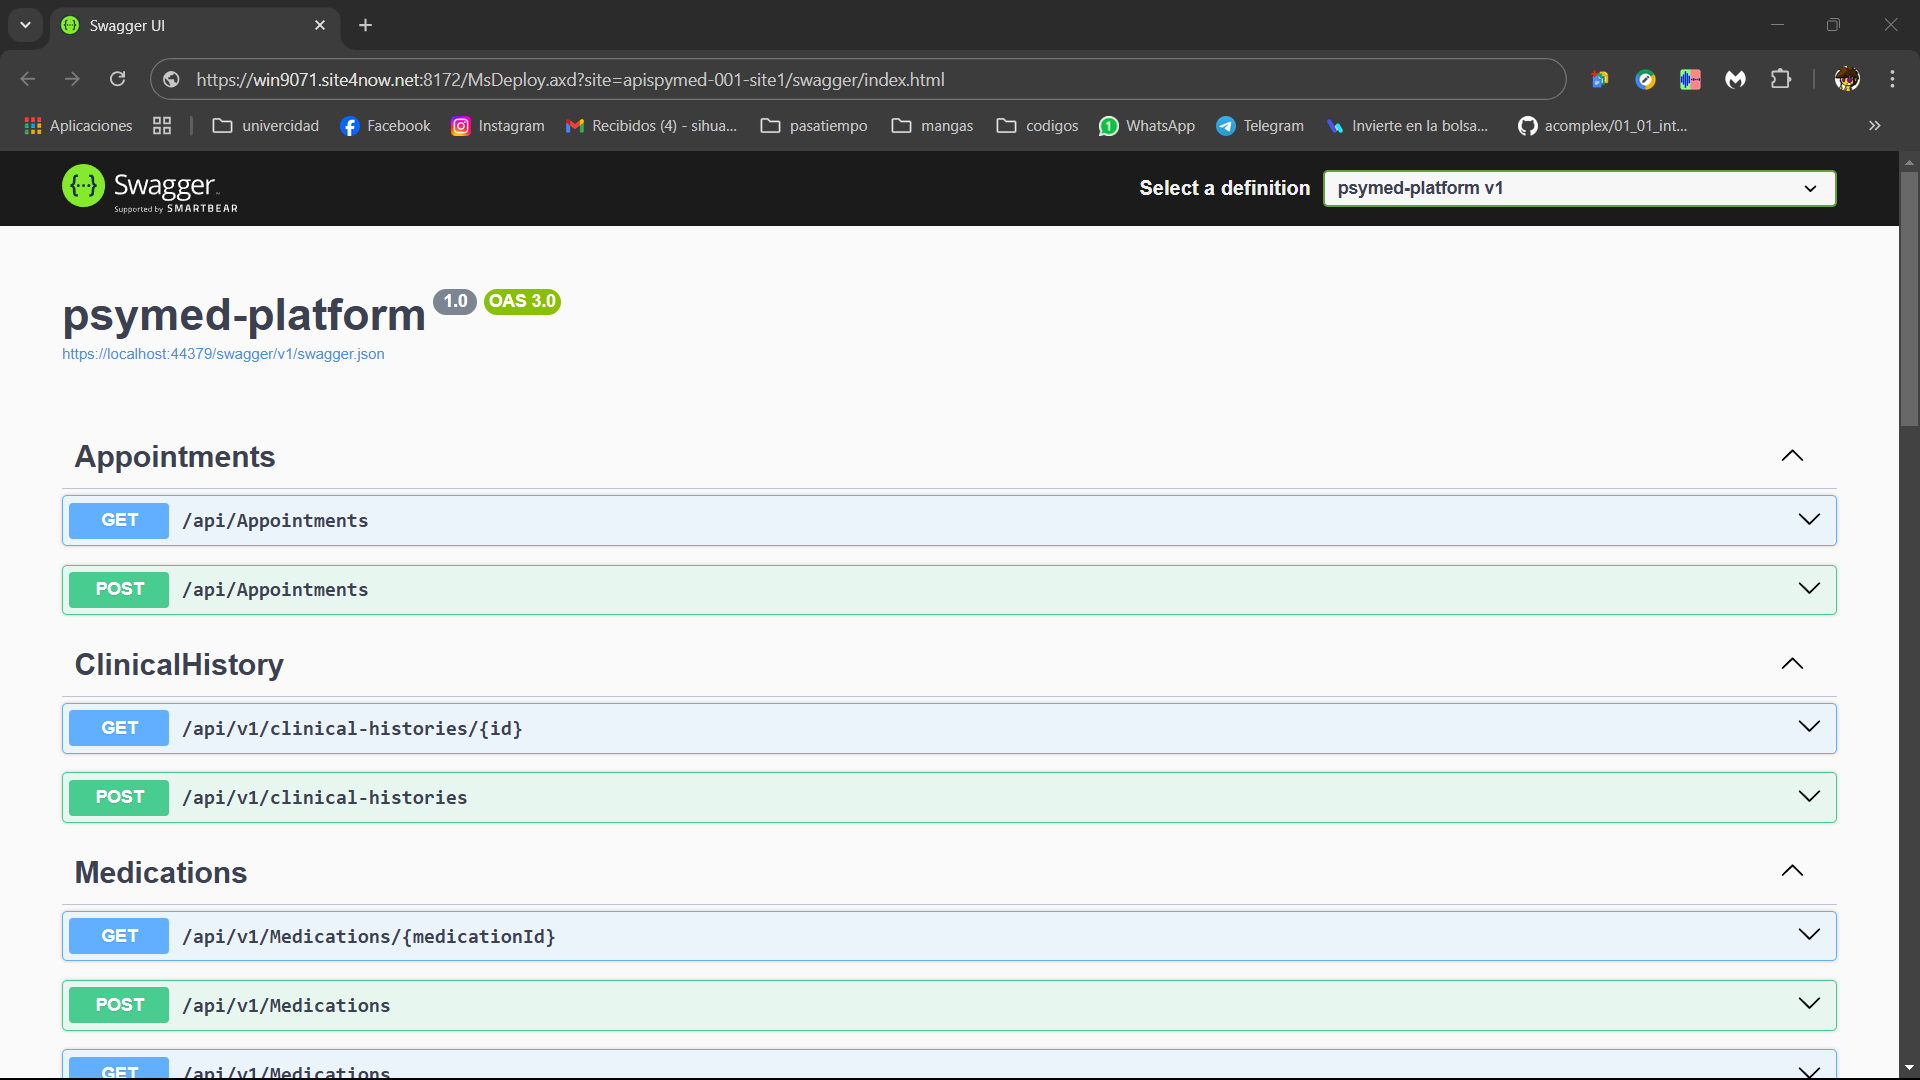 Swagger UI
https://win9071.site4now.net:8172/MsDeploy.axd?site=apispymed-001-site1/swagger/index.html
Aplicaciones univercidad Facebook Instagram Recibidos (4) - sihua... pasatiempo mangas codigos WhatsApp Telegram Invierte en la bolsa... acomplex/01_01_int...
Swagger
Supported by SMARTBEAR
Select a definition psymed-platform v1
psymed-platform 1.0 OAS 3.0
https://localhost:44379/swagger/v1/swagger.json
Appointments
GET /api/Appointments
POST /api/Appointments
ClinicalHistory
GET /api/v1/clinical-histories/{id}
POST /api/v1/clinical-histories
Medications
GET /api/v1/Medications/{medicationId}
POST /api/v1/Medications
GET /api/v1/Medications